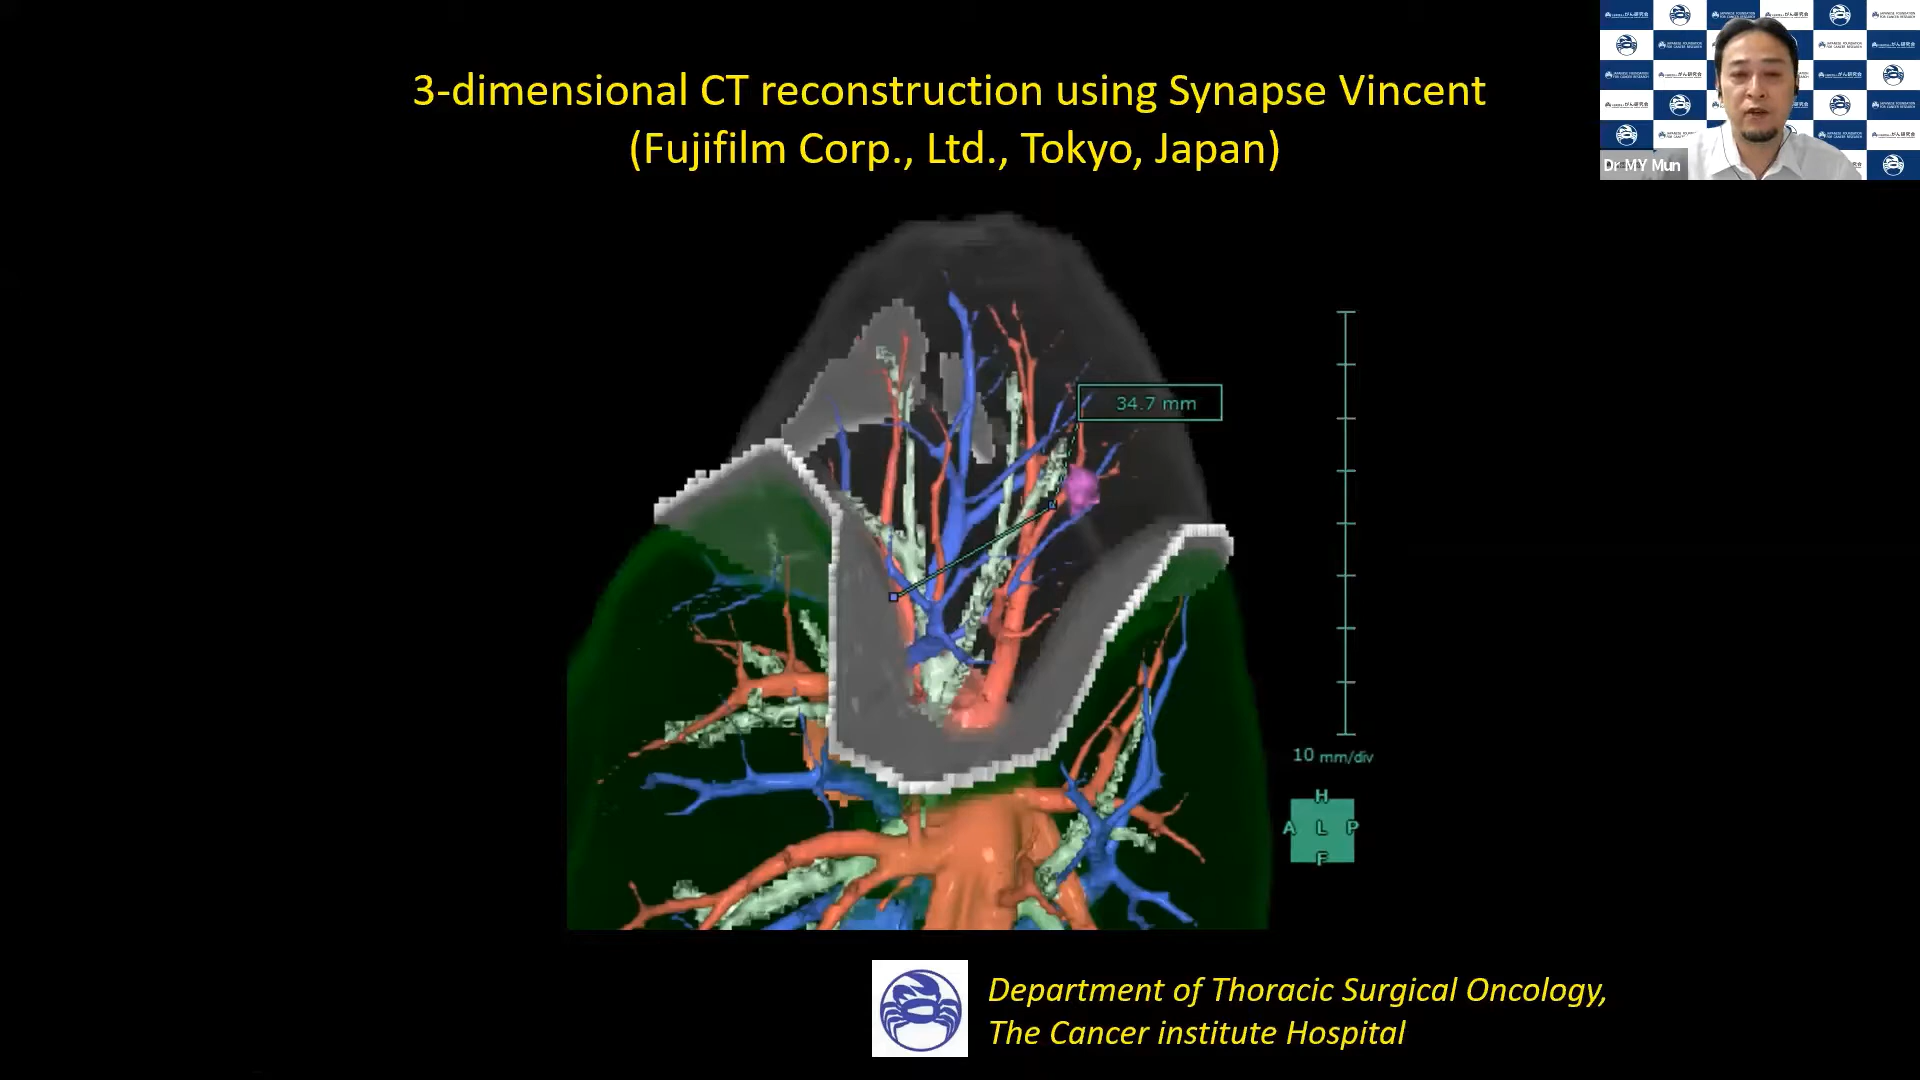 3-dimensional CT reconstruction using Synapse Vincent
(Fujifilm Corp., Ltd., Tokyo, Japan)
Dr MY Mun
34.7 mm
10 mm/div
H
A L P
F
Department of Thoracic Surgical Oncology,
The Cancer institute Hospital